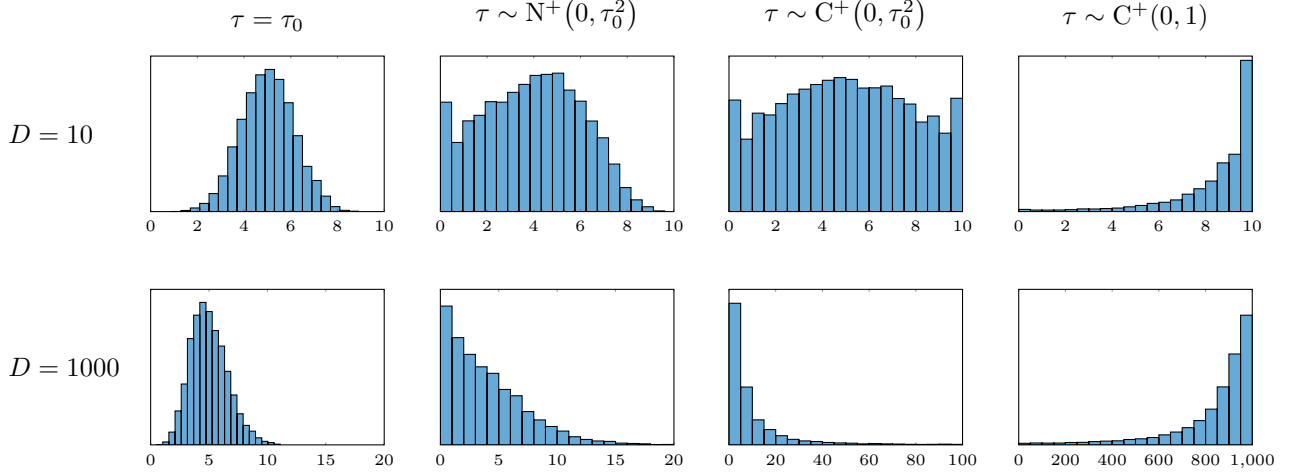 τ = τ₀ τ ∼ N⁺(0, τ₀²) τ ∼ C⁺(0, τ₀²) τ ∼ C⁺(0, 1)
D = 10
0 2 4 6 8 10 0 2 4 6 8 10 0 2 4 6 8 10 0 2 4 6 8 10
D = 1000
0 5 10 15 20 0 5 10 15 20 0 20 40 60 80 100 0 200 400 600 800 1,000